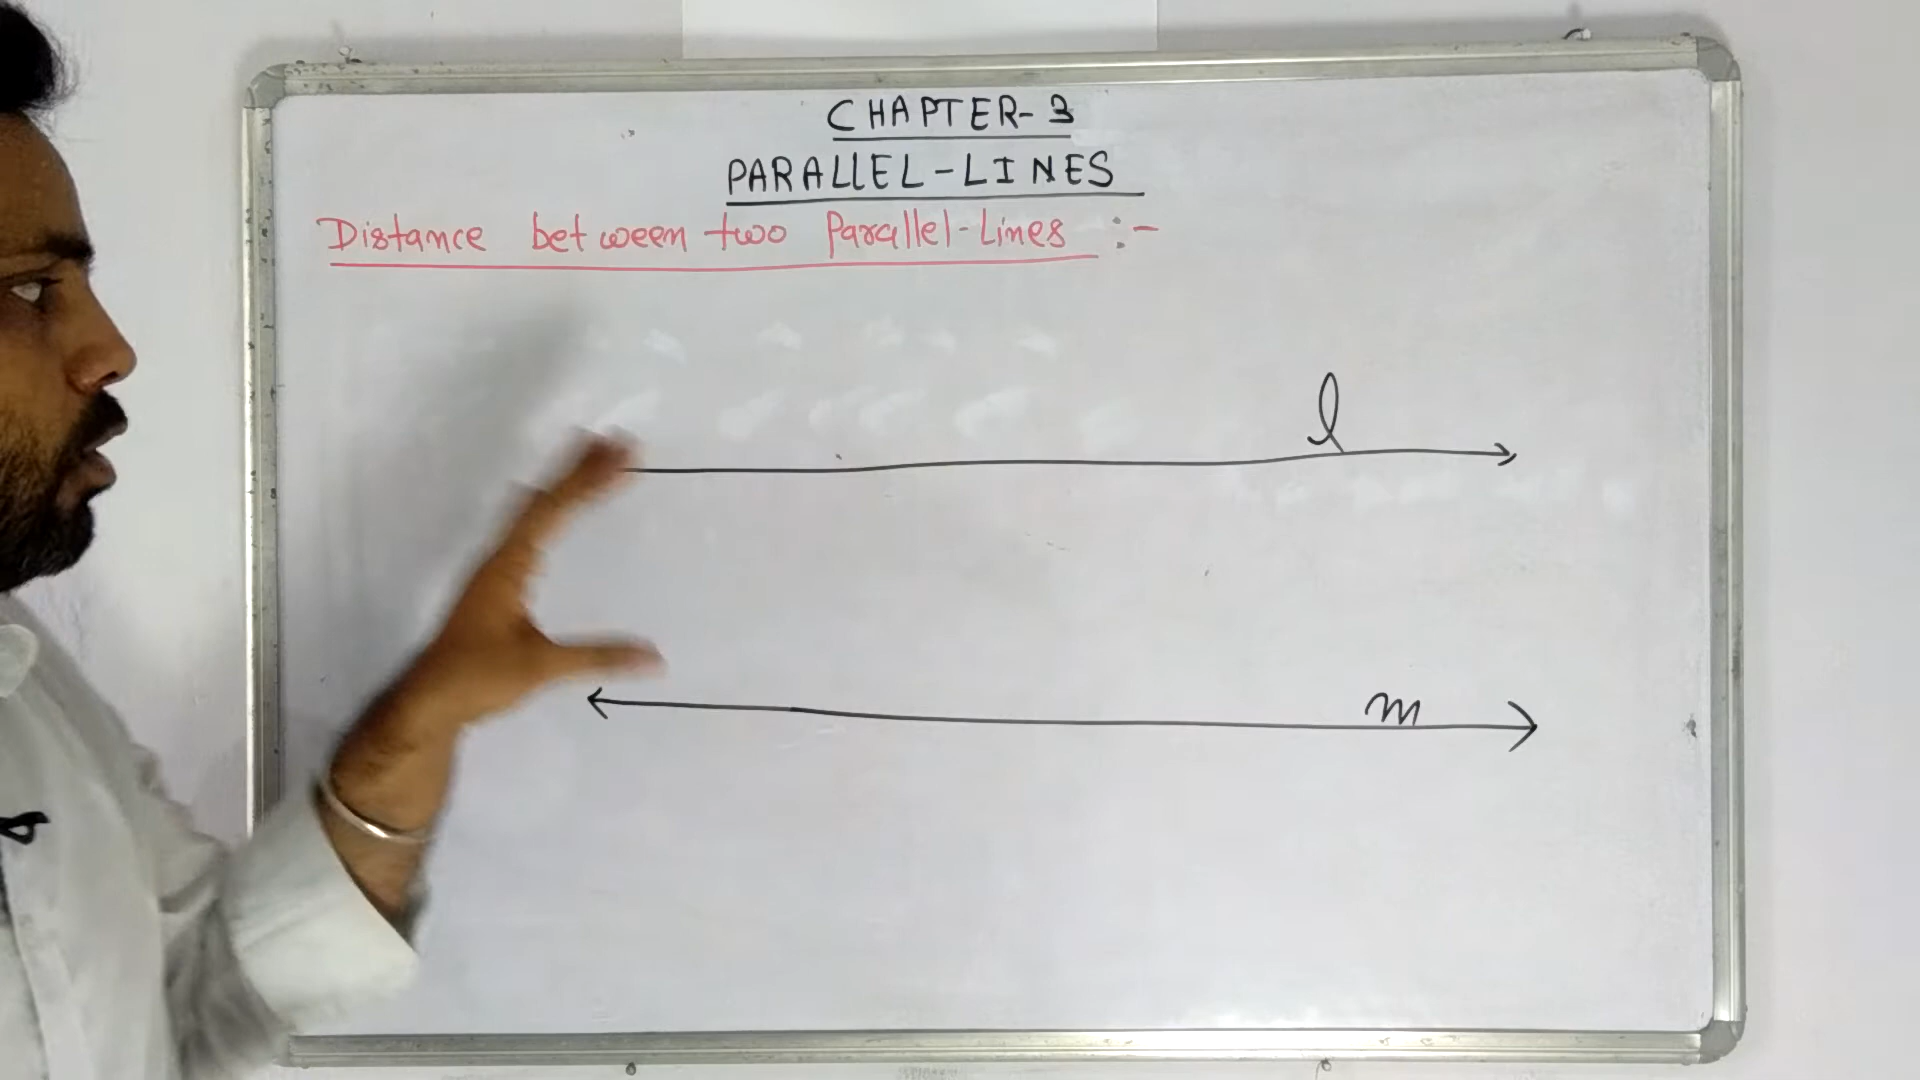 CHAPTER-3
PARALLEL-LINES
Distance between two Parallel-Lines :-
l
m